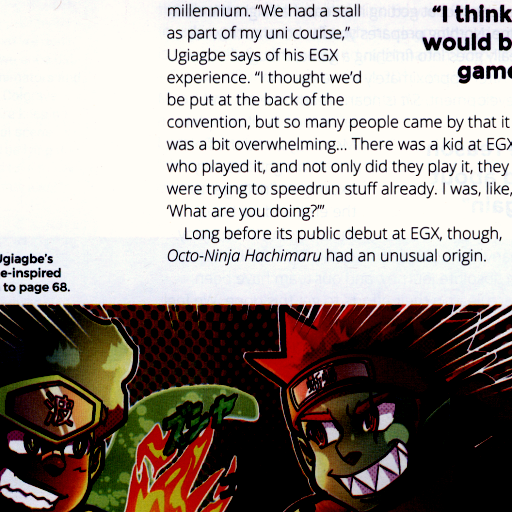 millennium. “We had a stall
as part of my uni course,”
Ugiagbe says of his EGX
experience. “I thought we’d
be put at the back of the
convention, but so many people came by that it
was a bit overwhelming... There was a kid at EGX
who played it, and not only did they play it, they
were trying to speedrun stuff already. I was, like,
‘What are you doing?’”
Long before its public debut at EGX, though,
Octo-Ninja Hachimaru had an unusual origin.
“I think
would b
game
Ugiagbe’s
e-inspired
to page 68.
波